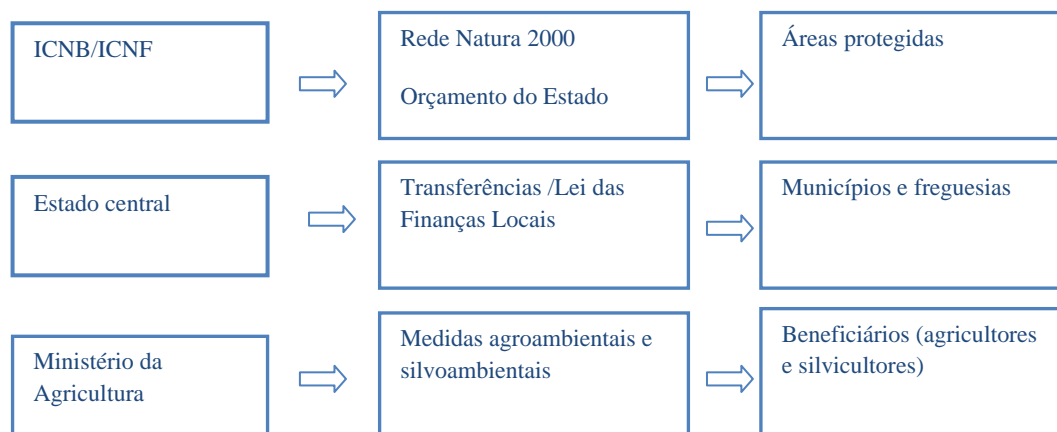 ICNB/ICNF
Rede Natura 2000
Orçamento do Estado
Áreas protegidas
Estado central
Transferências /Lei das
Finanças Locais
Municípios e freguesias
Ministério da
Agricultura
Medidas agroambientais e
silvoambientais
Beneficiários (agricultores
e silvicultores)